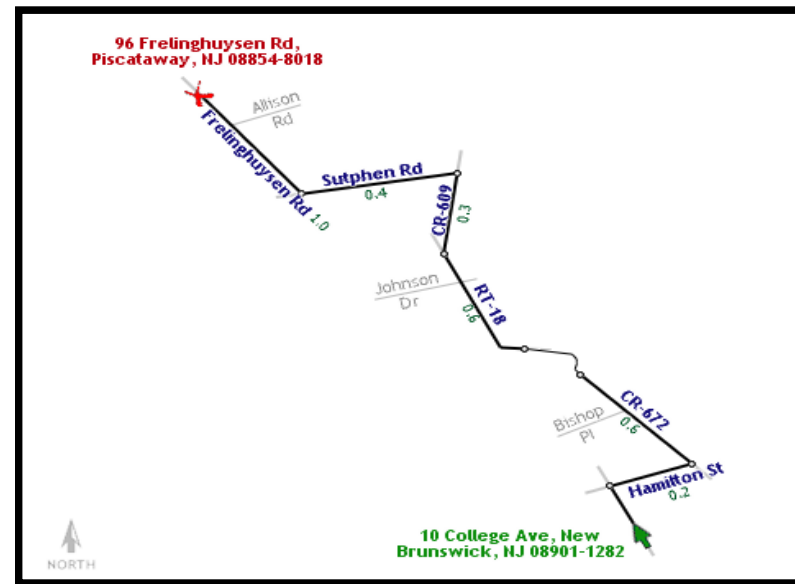 96 Frelinghuysen Rd,
Piscataway, NJ 08854-8018
Allison
Rd
Frelinghuysen Rd 1.0
Sutphen Rd
0.4
CR-609
0.3
Johnson
Dr
RT-18
0.6
CR-672
0.6
Bishop
Pl
Hamilton St
0.2
10 College Ave, New
Brunswick, NJ 08901-1282
NORTH